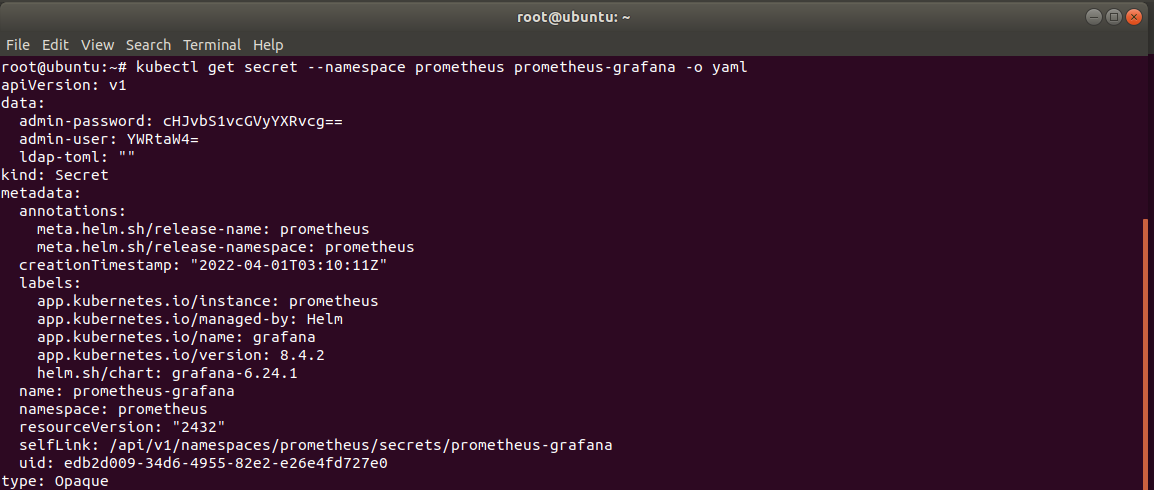 root@ubuntu: ~
File Edit View Search Terminal Help
root@ubuntu:~# kubectl get secret --namespace prometheus prometheus-grafana -o yaml
apiVersion: v1
data:
  admin-password: cHJvbS1vcGVyYXRvcg==
  admin-user: YWRtaW4=
  ldap-toml: ""
kind: Secret
metadata:
  annotations:
    meta.helm.sh/release-name: prometheus
    meta.helm.sh/release-namespace: prometheus
  creationTimestamp: "2022-04-01T03:10:11Z"
  labels:
    app.kubernetes.io/instance: prometheus
    app.kubernetes.io/managed-by: Helm
    app.kubernetes.io/name: grafana
    app.kubernetes.io/version: 8.4.2
    helm.sh/chart: grafana-6.24.1
  name: prometheus-grafana
  namespace: prometheus
  resourceVersion: "2432"
  selfLink: /api/v1/namespaces/prometheus/secrets/prometheus-grafana
  uid: edb2d009-34d6-4955-82e2-e26e4fd727e0
type: Opaque